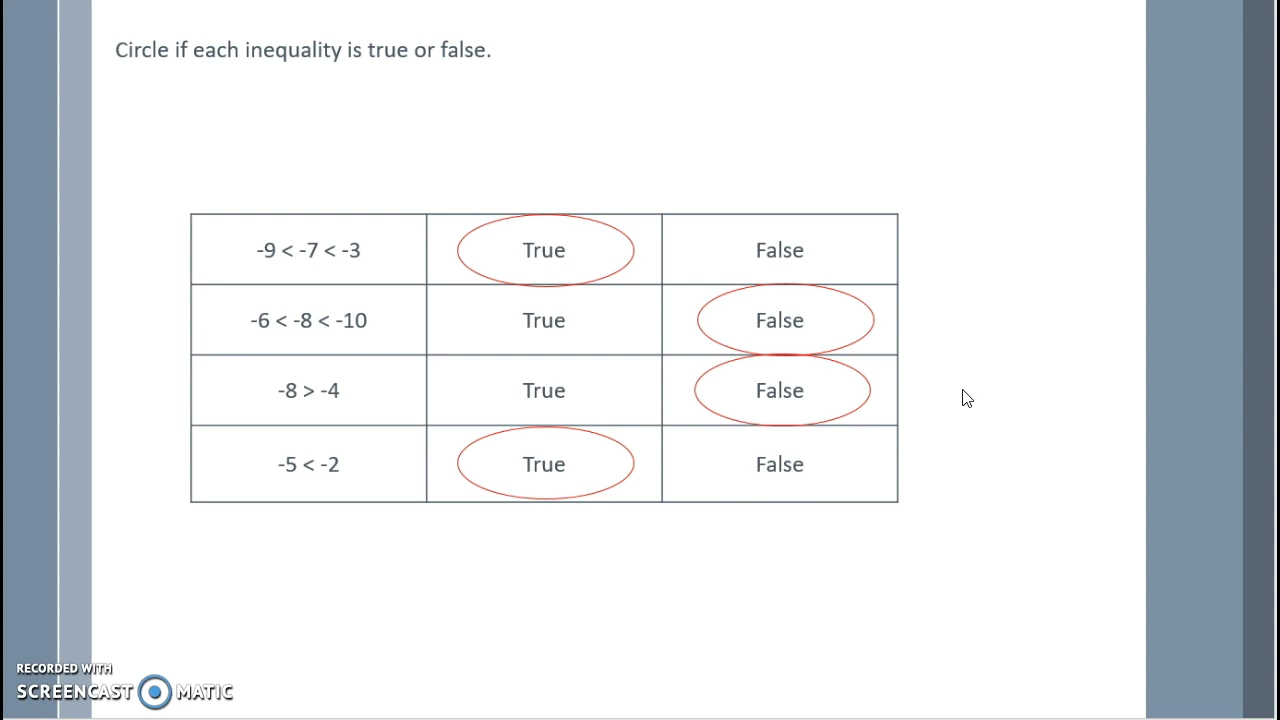 Circle if each inequality is true or false.
-9 < -7 < -3 True False
-6 < -8 < -10 True False
-8 > -4 True False
-5 < -2 True False
RECORDED WITH
SCREENCAST MATIC